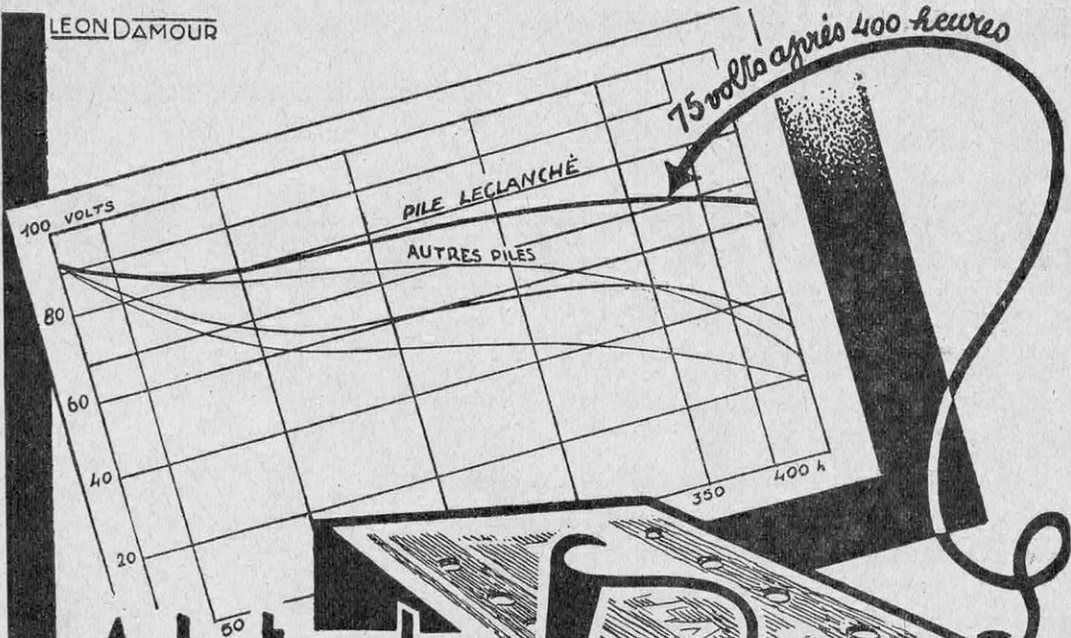 LEON DAMOUR
75 volts après 400 heures
100 VOLTS
PILE LECLANCHÉ
AUTRES PILES
80
60
40
20
50
350
400 h